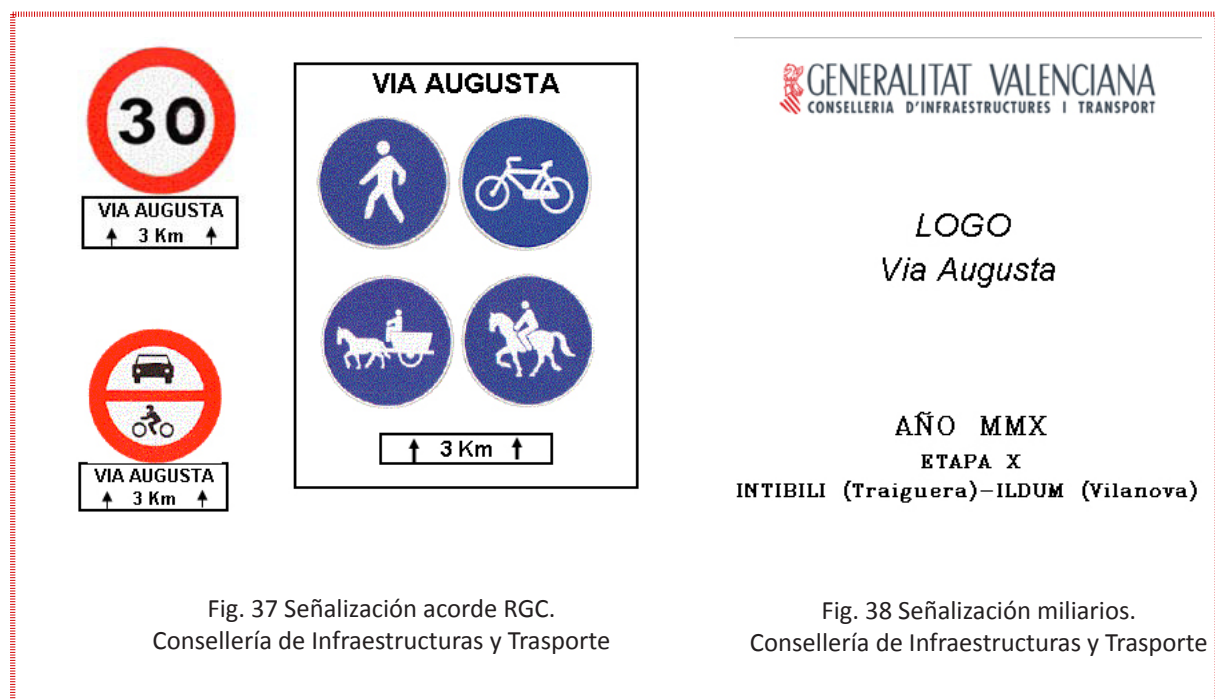 30
VIA AUGUSTA
3 Km
VIA AUGUSTA
3 Km
VIA AUGUSTA
3 Km
Fig. 37 Señalización acorde RGC.
Consellería de Infraestructuras y Trasporte
GENERALITAT VALENCIANA
CONSELLERIA D'INFRAESTRUCTURES I TRANSPORT
LOGO
Via Augusta
AÑO MMX
ETAPA X
INTIBILI (Traiguera)-ILDUM (Vilanova)
Fig. 38 Señalización miliarios.
Consellería de Infraestructuras y Trasporte